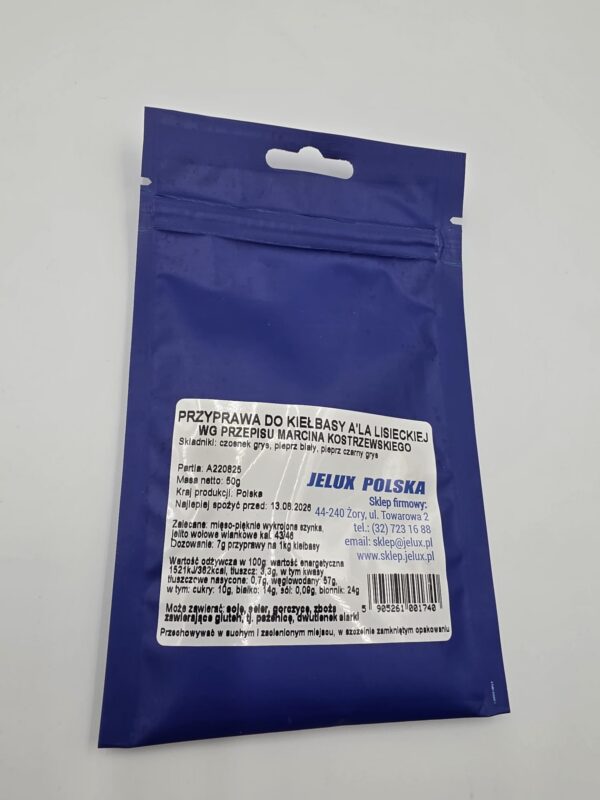 PRZYPRAWA DO KIEŁBASY A'LA LISIECKIEJ
WG PRZEPISU MARCINA KOSTRZEWSKIEGO
Składniki: czosnek grys, pieprz biały, pieprz czarny grys
Partia: A220825
Masa netto: 50g
Kraj produkcji: Polska
Najlepiej spożyć przed: 13.08.2026
JELUX POLSKA
Sklep firmowy:
44-240 Żory, ul. Towarowa 2
tel.: (32) 723 16 88
email: sklep@jelux.pl
www.sklep.jelux.pl
Zalecane: mięso-pięknie wykrojona szynka,
jelito wołowe wiankowe kal. 43/46
Dozowanie: 7g przyprawy na 1kg kiełbasy
Wartość odżywcza w 100g: wartość energetyczna
1521kJ/362kcal, tłuszcz: 3,3g, w tym kwasy
tłuszczowe nasycone: 0,7g, węglowodany: 57g,
w tym: cukry: 10g, białko: 14g, sól: 0,09g, błonnik: 24g
Może zawierać: soję, seler, gorczycę, zboża
zawierające gluten, tj. pszenicę, dwutlenek siarki
5 905261 001740
Przechowywać w suchym i zacienionym miejscu, w szczelnie zamkniętym opakowaniu